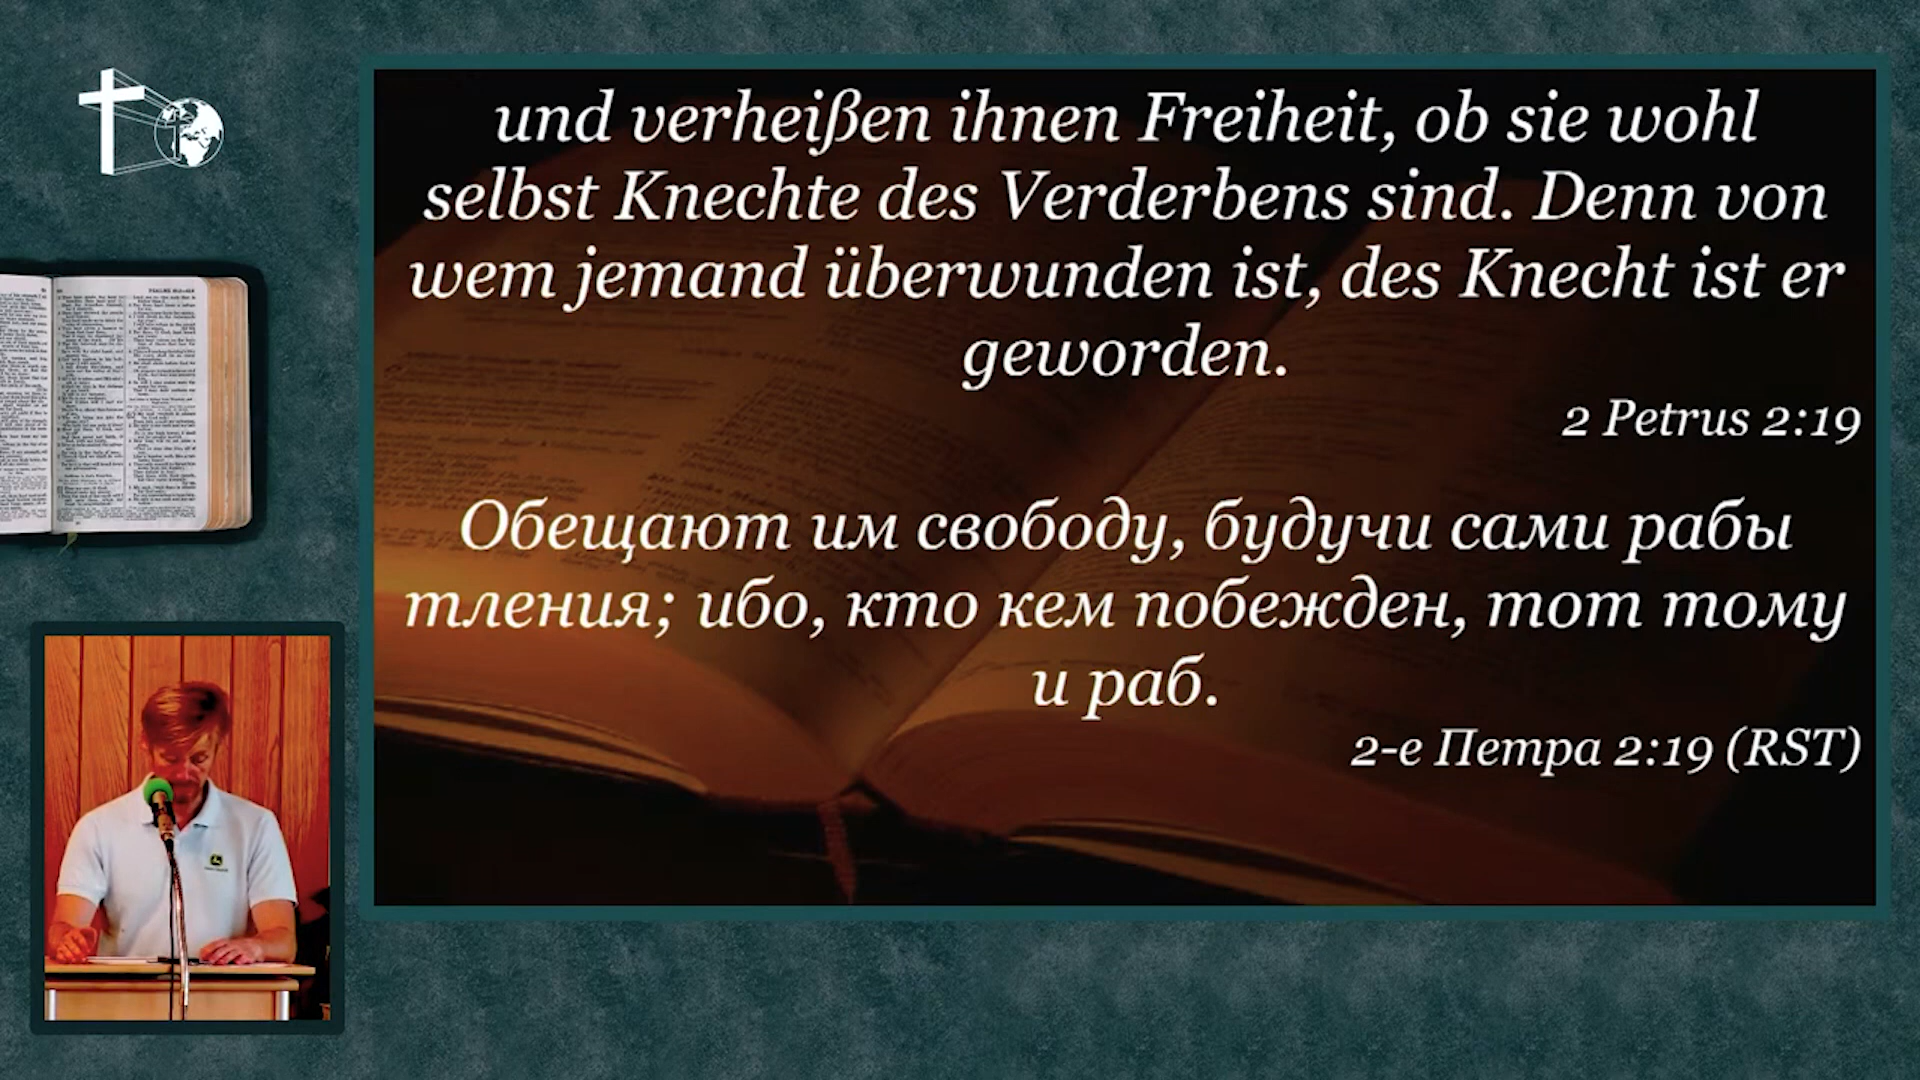 und verheißen ihnen Freiheit, ob sie wohl
selbst Knechte des Verderbens sind. Denn von
wem jemand überwunden ist, des Knecht ist er
geworden.
2 Petrus 2:19
Обещают им свободу, будучи сами рабы
тления; ибо, кто кем побежден, тот тому
и раб.
2-е Петра 2:19 (RST)